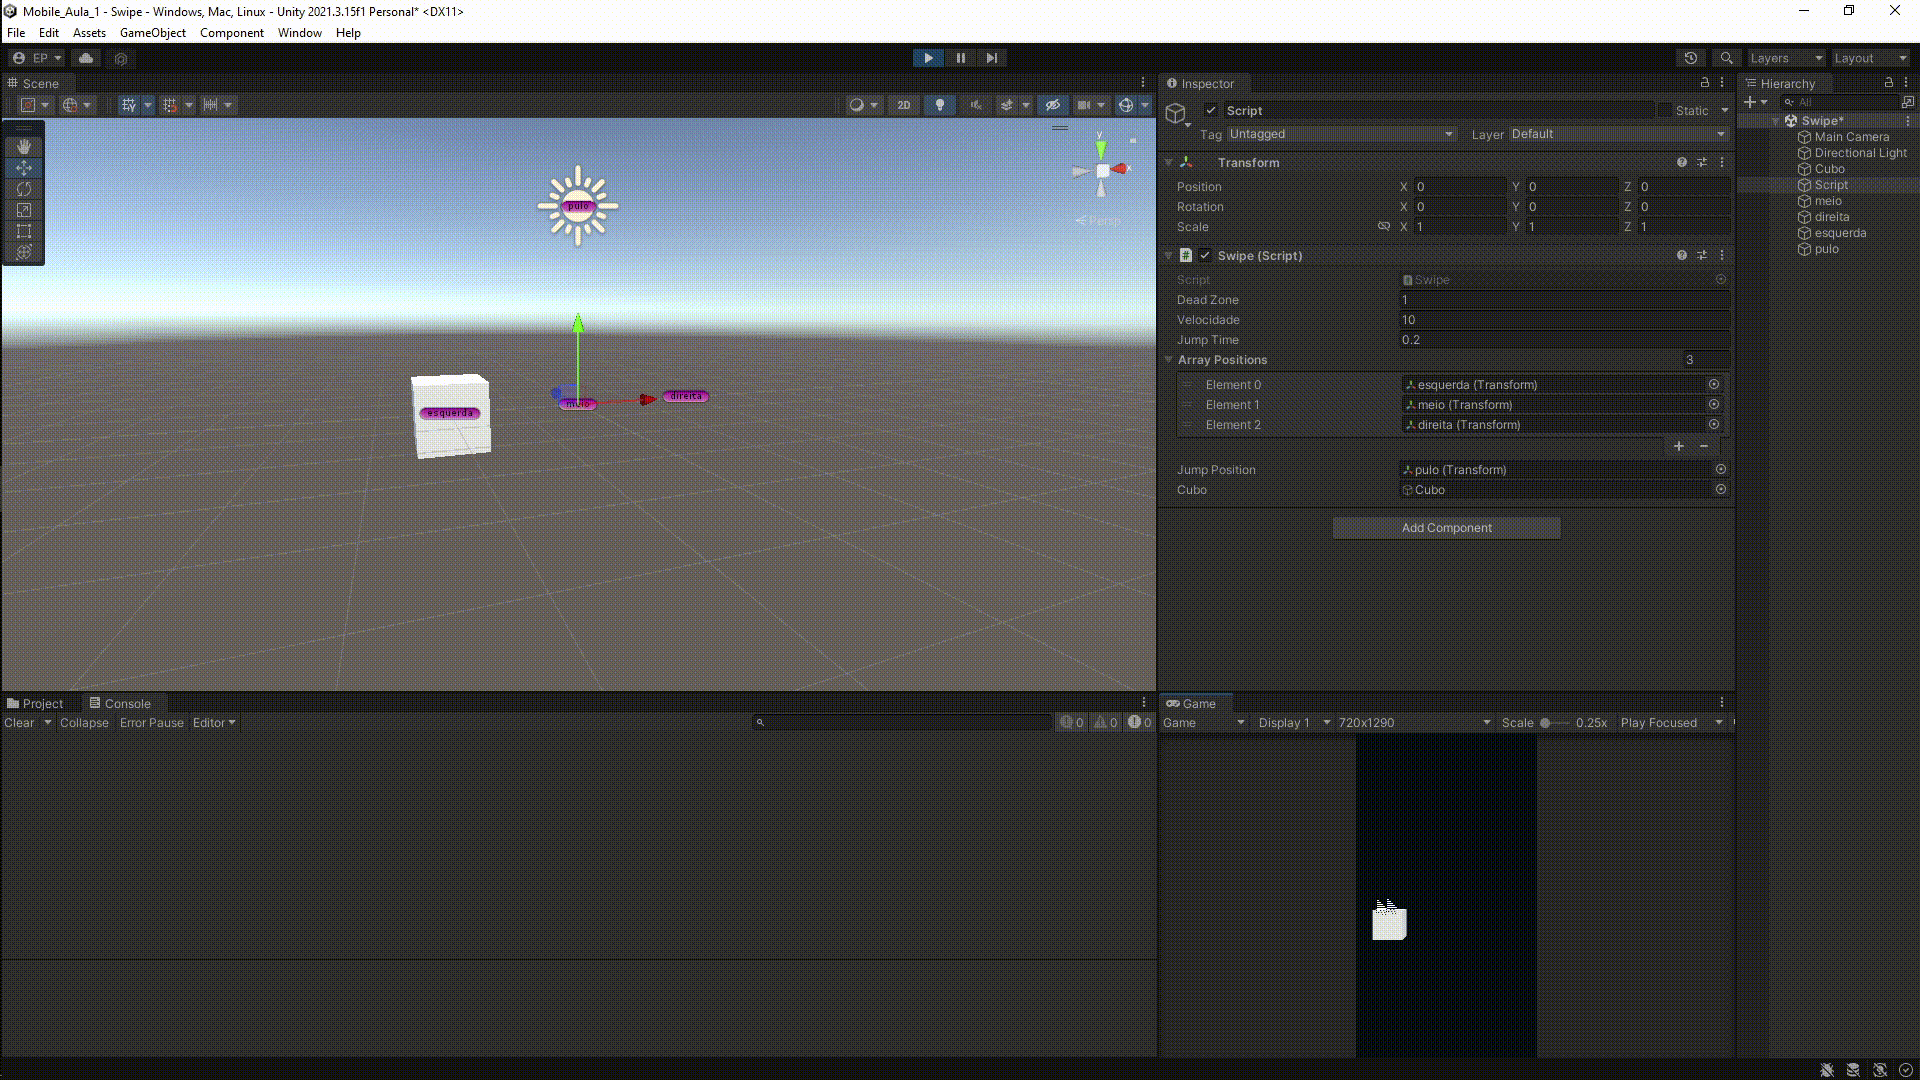 Mobile_Aula_1 - Swipe - Windows, Mac, Linux - Unity 2021.3.15f1 Personal* <DX11>
File Edit Assets GameObject Component Window Help
EP
Layers
Layout
Scene
2D
pulo
y
x
Persp
esquerda
meio
direita
Inspector
Script
Static
Tag Untagged
Layer Default
Transform
Position X 0 Y 0 Z 0
Rotation X 0 Y 0 Z 0
Scale X 1 Y 1 Z 1
Swipe (Script)
Script Swipe
Dead Zone 1
Velocidade 10
Jump Time 0.2
Array Positions 3
Element 0 esquerda (Transform)
Element 1 meio (Transform)
Element 2 direita (Transform)
Jump Position pulo (Transform)
Cubo Cubo
Add Component
Hierarchy
All
Swipe*
Main Camera
Directional Light
Cubo
Script
meio
direita
esquerda
pulo
Project Console
Clear Collapse Error Pause Editor
0 0 0
Game
Game Display 1 720x1290 Scale 0.25x Play Focused